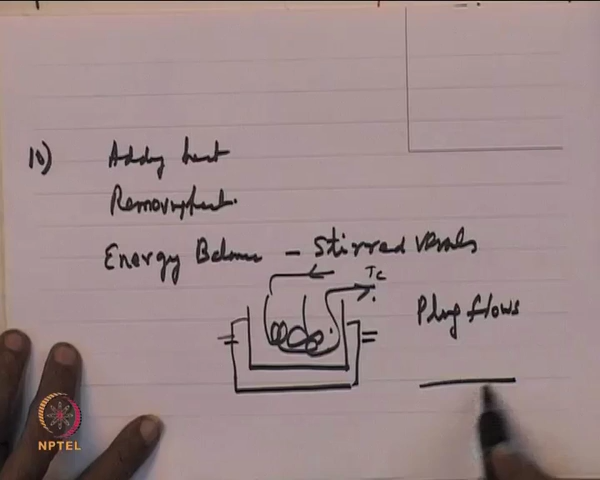 10) Adding heat
Removing heat.
Energy Balance - Stirred vessels
Tc
Plug flows
NPTEL